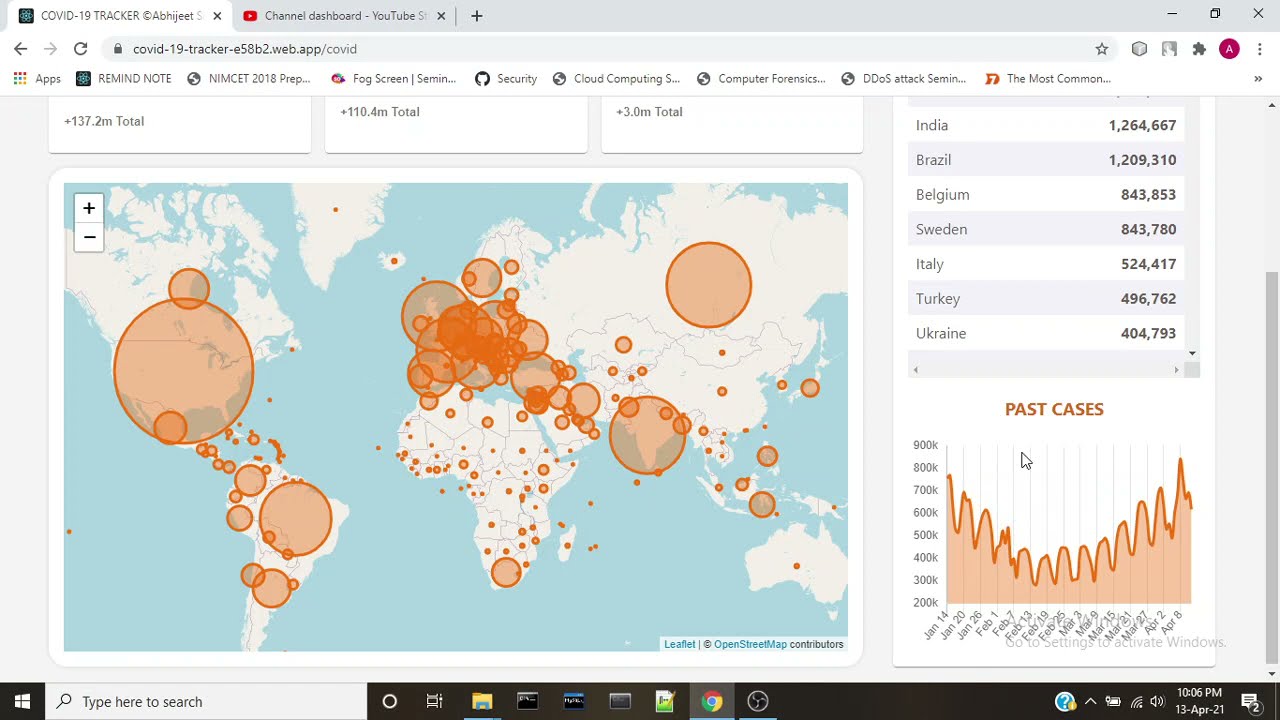 COVID-19 TRACKER ©Abhijeet S
Channel dashboard - YouTube St
covid-19-tracker-e58b2.web.app/covid
A
Apps
REMIND NOTE
NIMCET 2018 Prep...
Fog Screen | Semin...
Security
Cloud Computing S...
Computer Forensics...
DDoS attack Semin...
The Most Common...
»
+137.2m Total
+110.4m Total
+3.0m Total
+
−
India 1,264,667
Brazil 1,209,310
Belgium 843,853
Sweden 843,780
Italy 524,417
Turkey 496,762
Ukraine 404,793
PAST CASES
900k
800k
700k
600k
500k
400k
300k
200k
Jan 14
Jan 20
Jan 26
Feb 1
Feb 7
Feb 13
Feb 19
Feb 25
Mar 3
Mar 9
Mar 15
Mar 21
Mar 27
Apr 2
Apr 8
Leaflet | © OpenStreetMap contributors
Activate Windows
Go to Settings to activate Windows.
Type here to search
10:06 PM
13-Apr-21
2